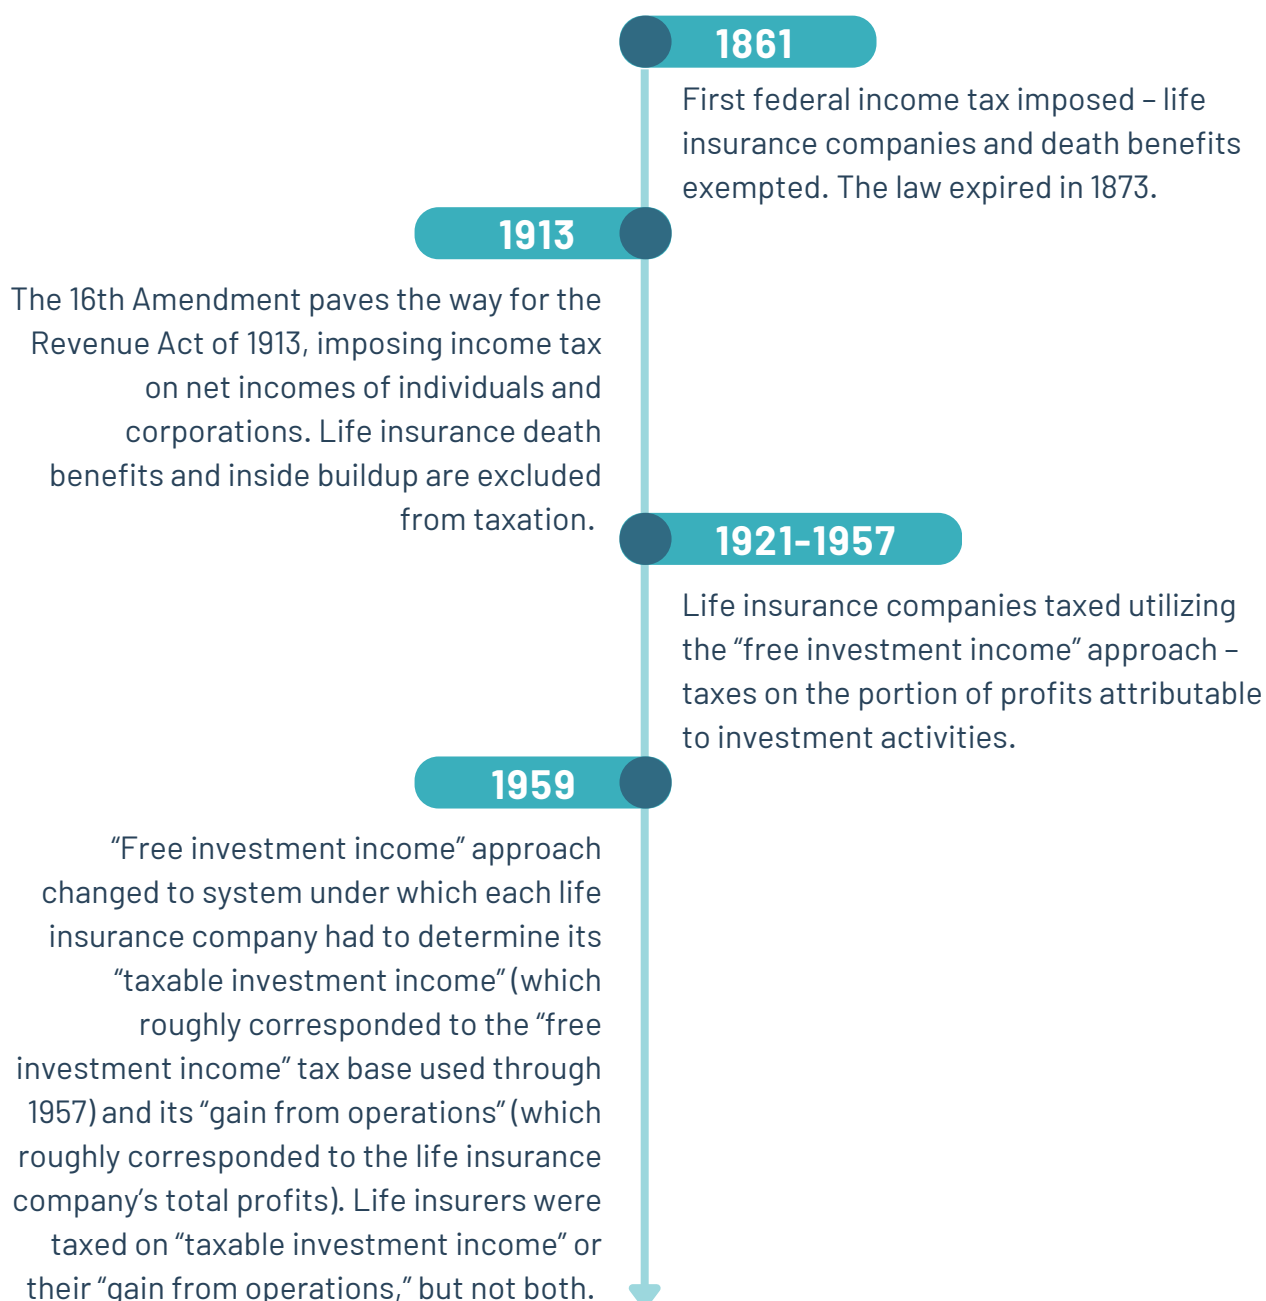 1861
First federal income tax imposed – life
insurance companies and death benefits
exempted. The law expired in 1873.
1913
The 16th Amendment paves the way for the
Revenue Act of 1913, imposing income tax
on net incomes of individuals and
corporations. Life insurance death
benefits and inside buildup are excluded
from taxation.
1921-1957
Life insurance companies taxed utilizing
the “free investment income” approach –
taxes on the portion of profits attributable
to investment activities.
1959
“Free investment income” approach
changed to system under which each life
insurance company had to determine its
“taxable investment income” (which
roughly corresponded to the “free
investment income” tax base used through
1957) and its “gain from operations” (which
roughly corresponded to the life insurance
company’s total profits). Life insurers were
taxed on “taxable investment income” or
their “gain from operations,” but not both.